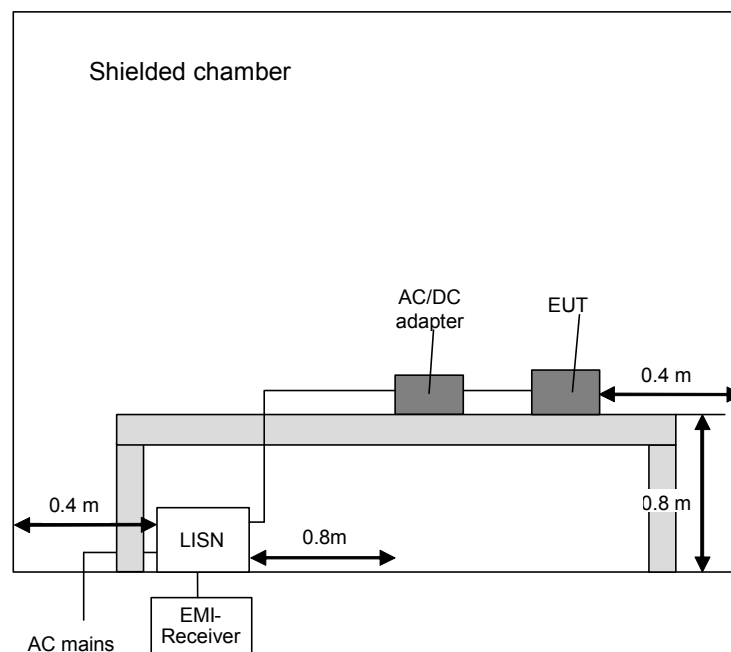 Shielded chamber
AC/DC
adapter
EUT
0.4 m
0.8 m
0.4 m
LISN
0.8m
EMI-
Receiver
AC mains